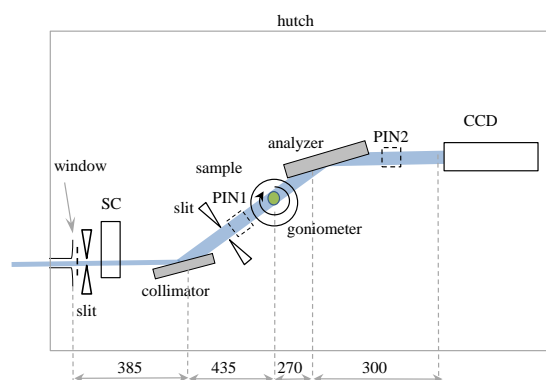 hutch
CCD
PIN2
analyzer
window
sample
SC
PIN1
slit
goniometer
collimator
slit
385
435
270
300